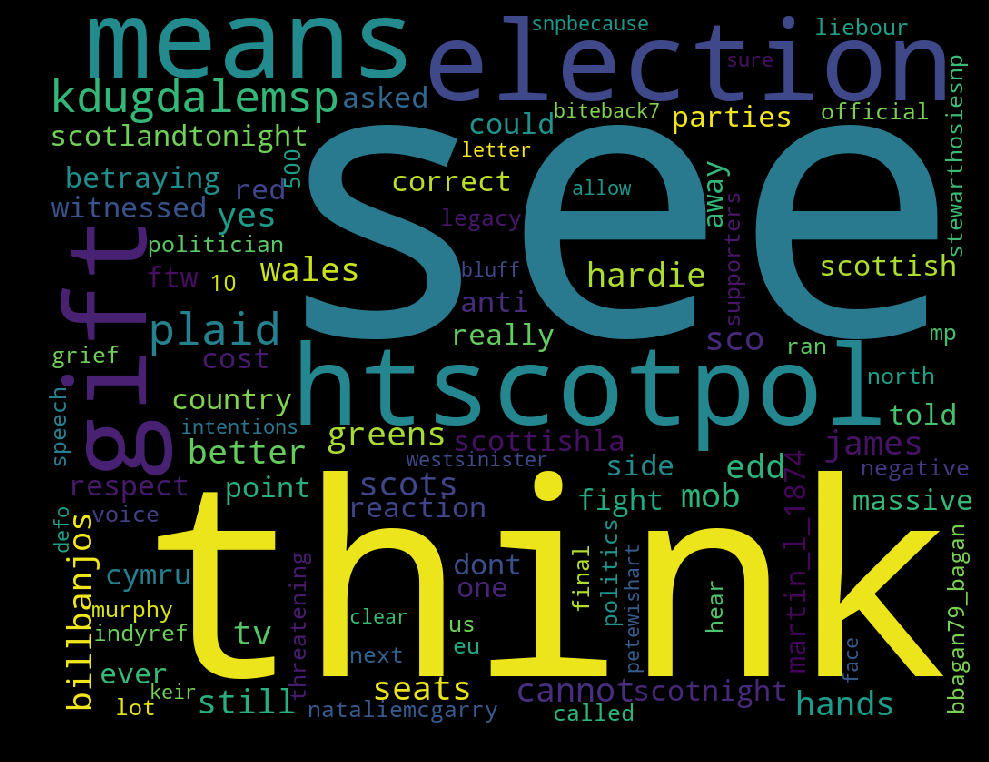 means
election
snpbecause
liebour
sure
kdugdalemsp
asked
biteback7
parties
official
stewarthosiesnp
scotlandtonight
could
letter
see
500
correct
allow
away
betraying
red
witnessed
yes
legacy
supporters
politician
gift
ftw
10
wales
bluff
hardie
scottish
anti
plaid
really
sco
mp
grief
cost
htscotpol
ran
north
country
speech
intentions
greens
scottishla
told
better
westsinister
side
edd
james
martin_l_1874
negative
respect
point
scots
reaction
fight
mob
massive
voice
defo
billbanjos
think
cymru
dont
one
final
politics
petewishart
hear
bbagan79_bagan
murphy
indyref
tv
threatening
clear
us
eu
next
face
ever
keir
lot
still
seats
cannot
scotnight
nataliemcgarry
called
hands